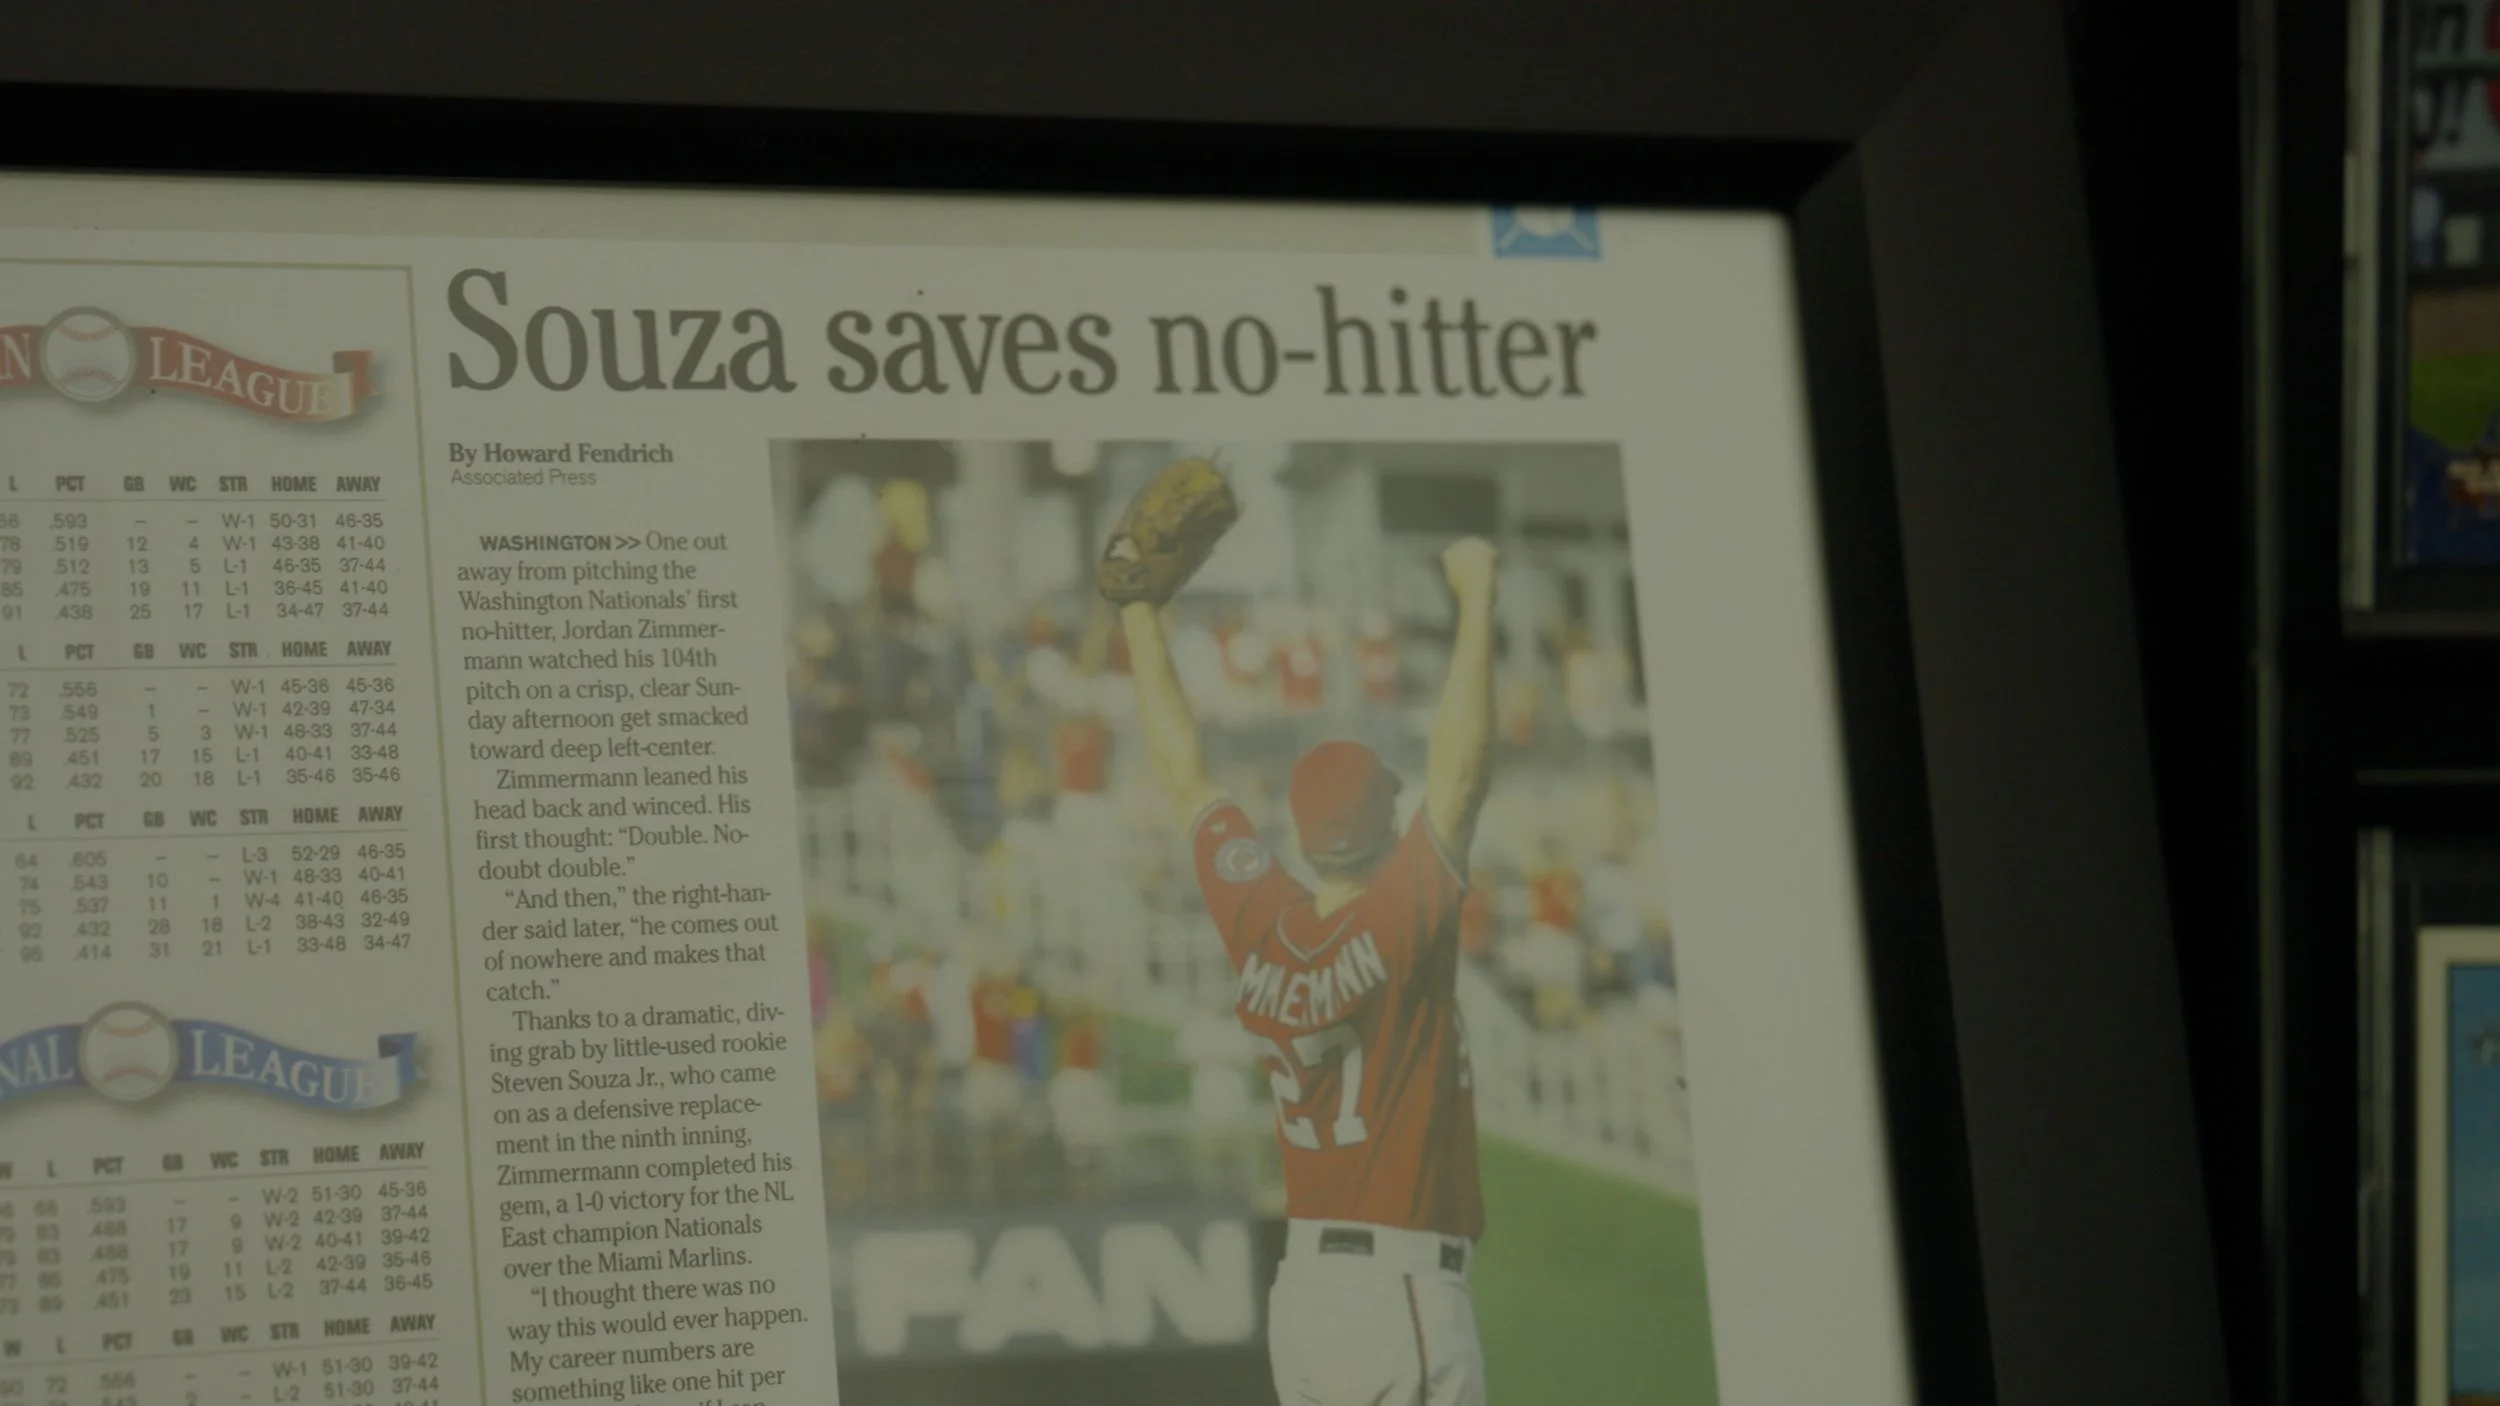 LEAGUE
L PCT GB WC STR HOME AWAY
.593 – – W-1 50-31 46-35
78 .519 12 4 W-1 43-38 41-40
79 .512 13 5 L-1 46-35 37-44
85 .475 19 11 L-1 36-45 41-40
91 .438 25 17 L-1 34-47 37-44
L PCT GB WC STR HOME AWAY
72 .556 – – W-1 45-36 45-36
73 .549 1 – W-1 42-39 47-34
77 .525 5 3 W-1 48-33 37-44
89 .451 17 15 L-1 40-41 33-48
92 .432 20 18 L-1 35-46 35-46
L PCT GB WC STR HOME AWAY
64 .605 – – L-3 52-29 46-35
74 .543 10 – W-1 48-33 40-41
75 .537 11 1 W-4 41-40 46-35
92 .432 28 18 L-2 38-43 32-49
95 .414 31 21 L-1 33-48 34-47
NAL LEAGUE
W L PCT GB WC STR HOME AWAY
66 .593 – – W-2 51-30 45-36
83 .488 17 9 W-2 42-39 37-44
83 .488 17 9 W-2 40-41 39-42
85 .475 19 11 L-2 42-39 35-46
89 .451 23 15 L-2 37-44 36-45
W L PCT GB WC STR HOME AWAY
72 .556 – – W-1 51-30 39-42
2 – L-2 51-30 37-44
Souza saves no-hitter
By Howard Fendrich
Associated Press
WASHINGTON >> One out
away from pitching the
Washington Nationals' first
no-hitter, Jordan Zimmer-
mann watched his 104th
pitch on a crisp, clear Sun-
day afternoon get smacked
toward deep left-center.
Zimmermann leaned his
head back and winced. His
first thought: "Double. No-
doubt double."
"And then," the right-han-
der said later, "he comes out
of nowhere and makes that
catch."
Thanks to a dramatic, div-
ing grab by little-used rookie
Steven Souza Jr., who came
on as a defensive replace-
ment in the ninth inning,
Zimmermann completed his
gem, a 1-0 victory for the NL
East champion Nationals
over the Miami Marlins.
"I thought there was no
way this would ever happen.
My career numbers are
something like one hit per
27
FAN